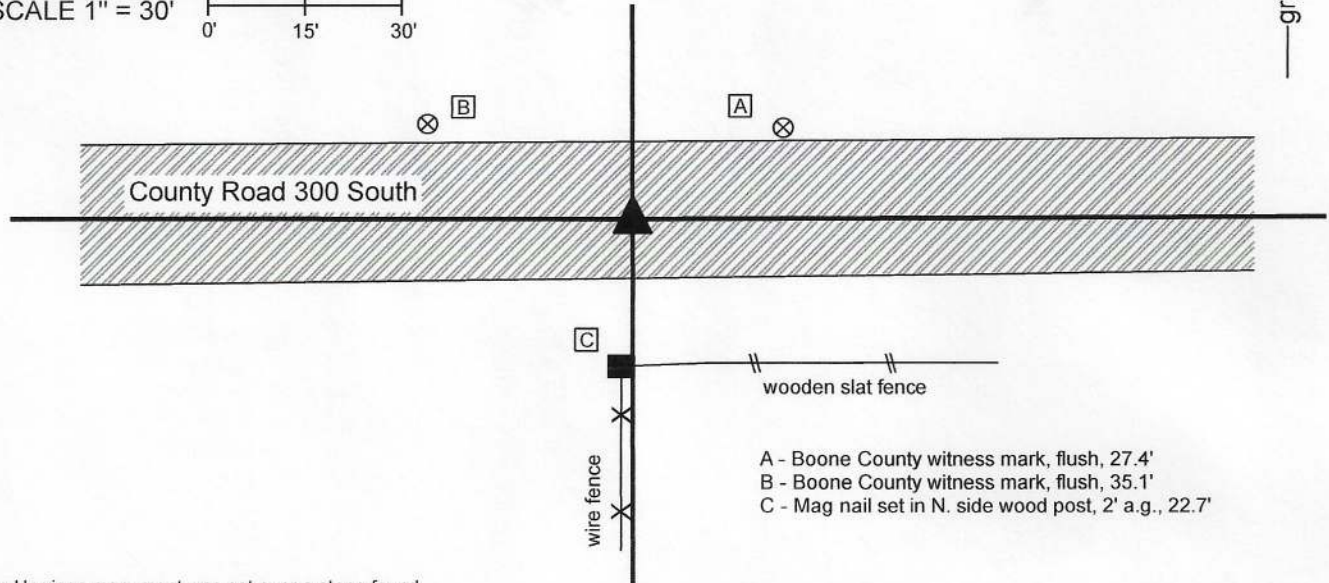 SCALE 1" = 30'
0' 15' 30'
B
A
County Road 300 South
C
wooden slat fence
wire fence
A - Boone County witness mark, flush, 27.4'
B - Boone County witness mark, flush, 35.1'
C - Mag nail set in N. side wood post, 2' a.g., 22.7'